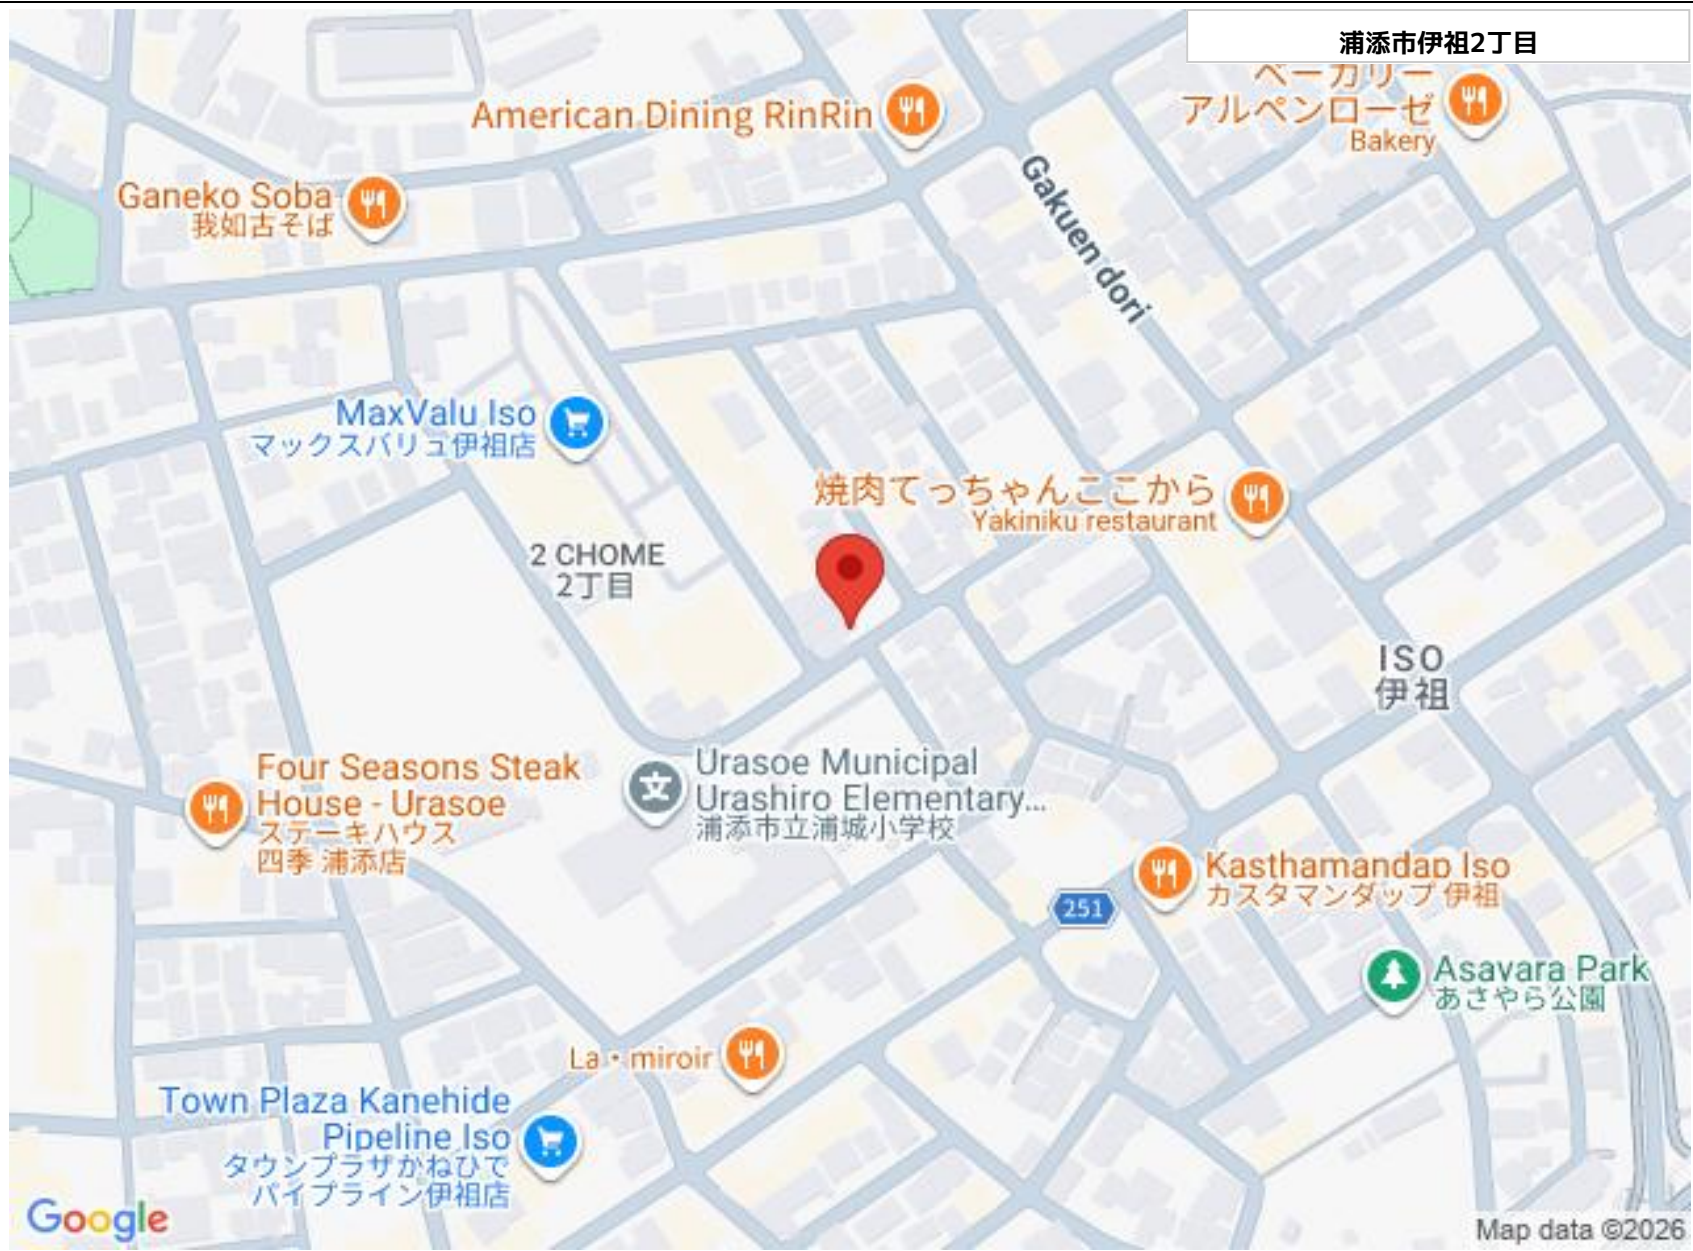 浦添市伊祖2丁目
ベーカリー
アルペンローゼ
Bakery
American Dining RinRin
Ganeko Soba
我如古そば
Gakuen dori
MaxValu Iso
マックスバリュ伊祖店
焼肉てっちゃんここから
Yakiniku restaurant
2 CHOME
2丁目
ISO
伊祖
Four Seasons Steak
House - Urasoe
ステーキハウス
四季 浦添店
Urasoe Municipal
Urashiro Elementary...
浦添市立浦城小学校
Kasthamandap Iso
カスタマンダップ 伊祖
251
Asayara Park
あさやら公園
La・miroir
Town Plaza Kanehide
Pipeline Iso
タウンプラザかねひで
パイプライン伊祖店
Google
Map data ©2026